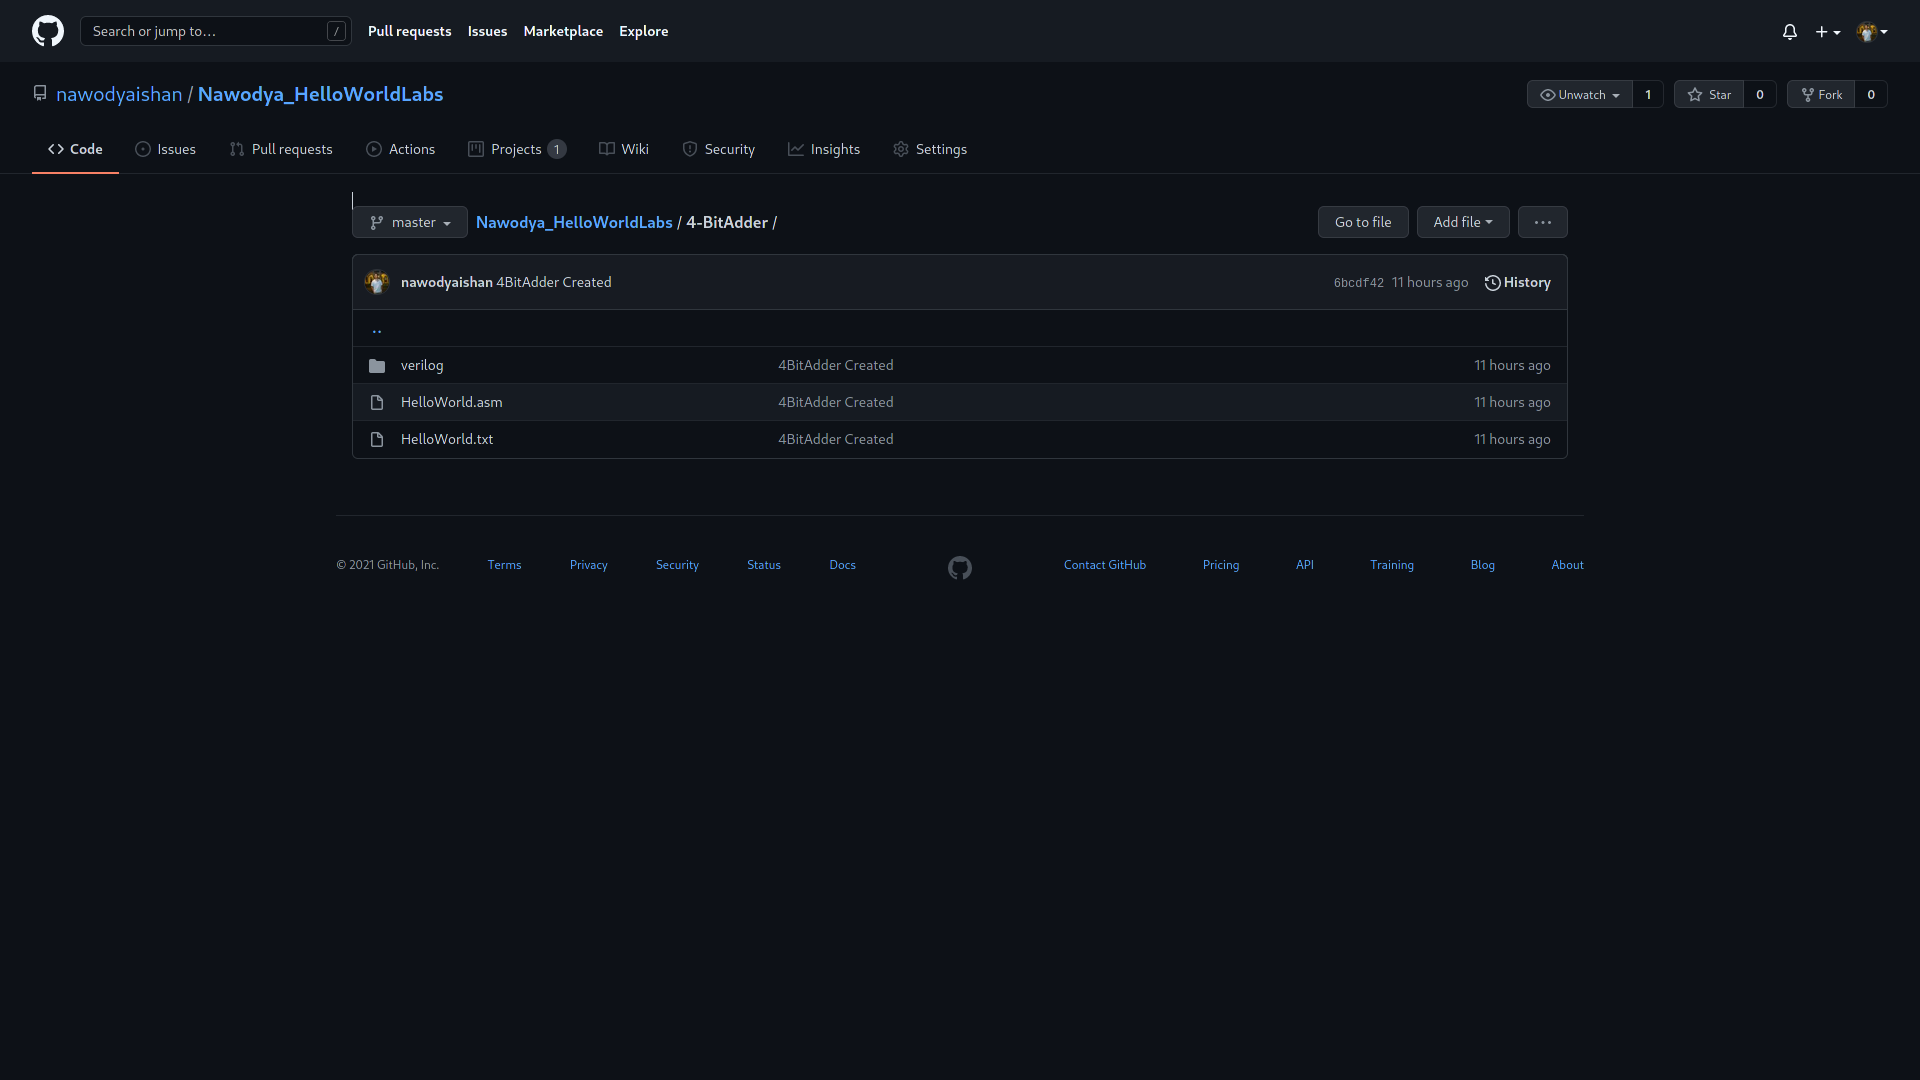 Search or jump to... / Pull requests Issues Marketplace Explore
nawodyaishan / Nawodya_HelloWorldLabs Unwatch 1 Star 0 Fork 0
Code Issues Pull requests Actions Projects 1 Wiki Security Insights Settings
master Nawodya_HelloWorldLabs / 4-BitAdder / Go to file Add file ...
nawodyaishan 4BitAdder Created 6bcdf42 11 hours ago History
..
verilog 4BitAdder Created 11 hours ago
HelloWorld.asm 4BitAdder Created 11 hours ago
HelloWorld.txt 4BitAdder Created 11 hours ago
© 2021 GitHub, Inc. Terms Privacy Security Status Docs Contact GitHub Pricing API Training Blog About